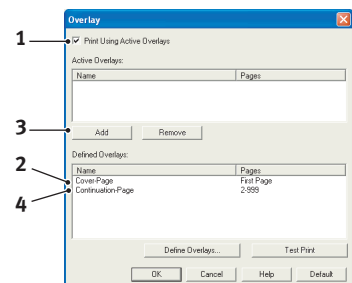 Overlay
1
Print Using Active Overlays
Active Overlays:
Name Pages
3
Add Remove
Defined Overlays:
Name Pages
2
Cover-Page First Page
Continuation-Page 2-999
4
Define Overlays... Test Print
OK Cancel Help Default